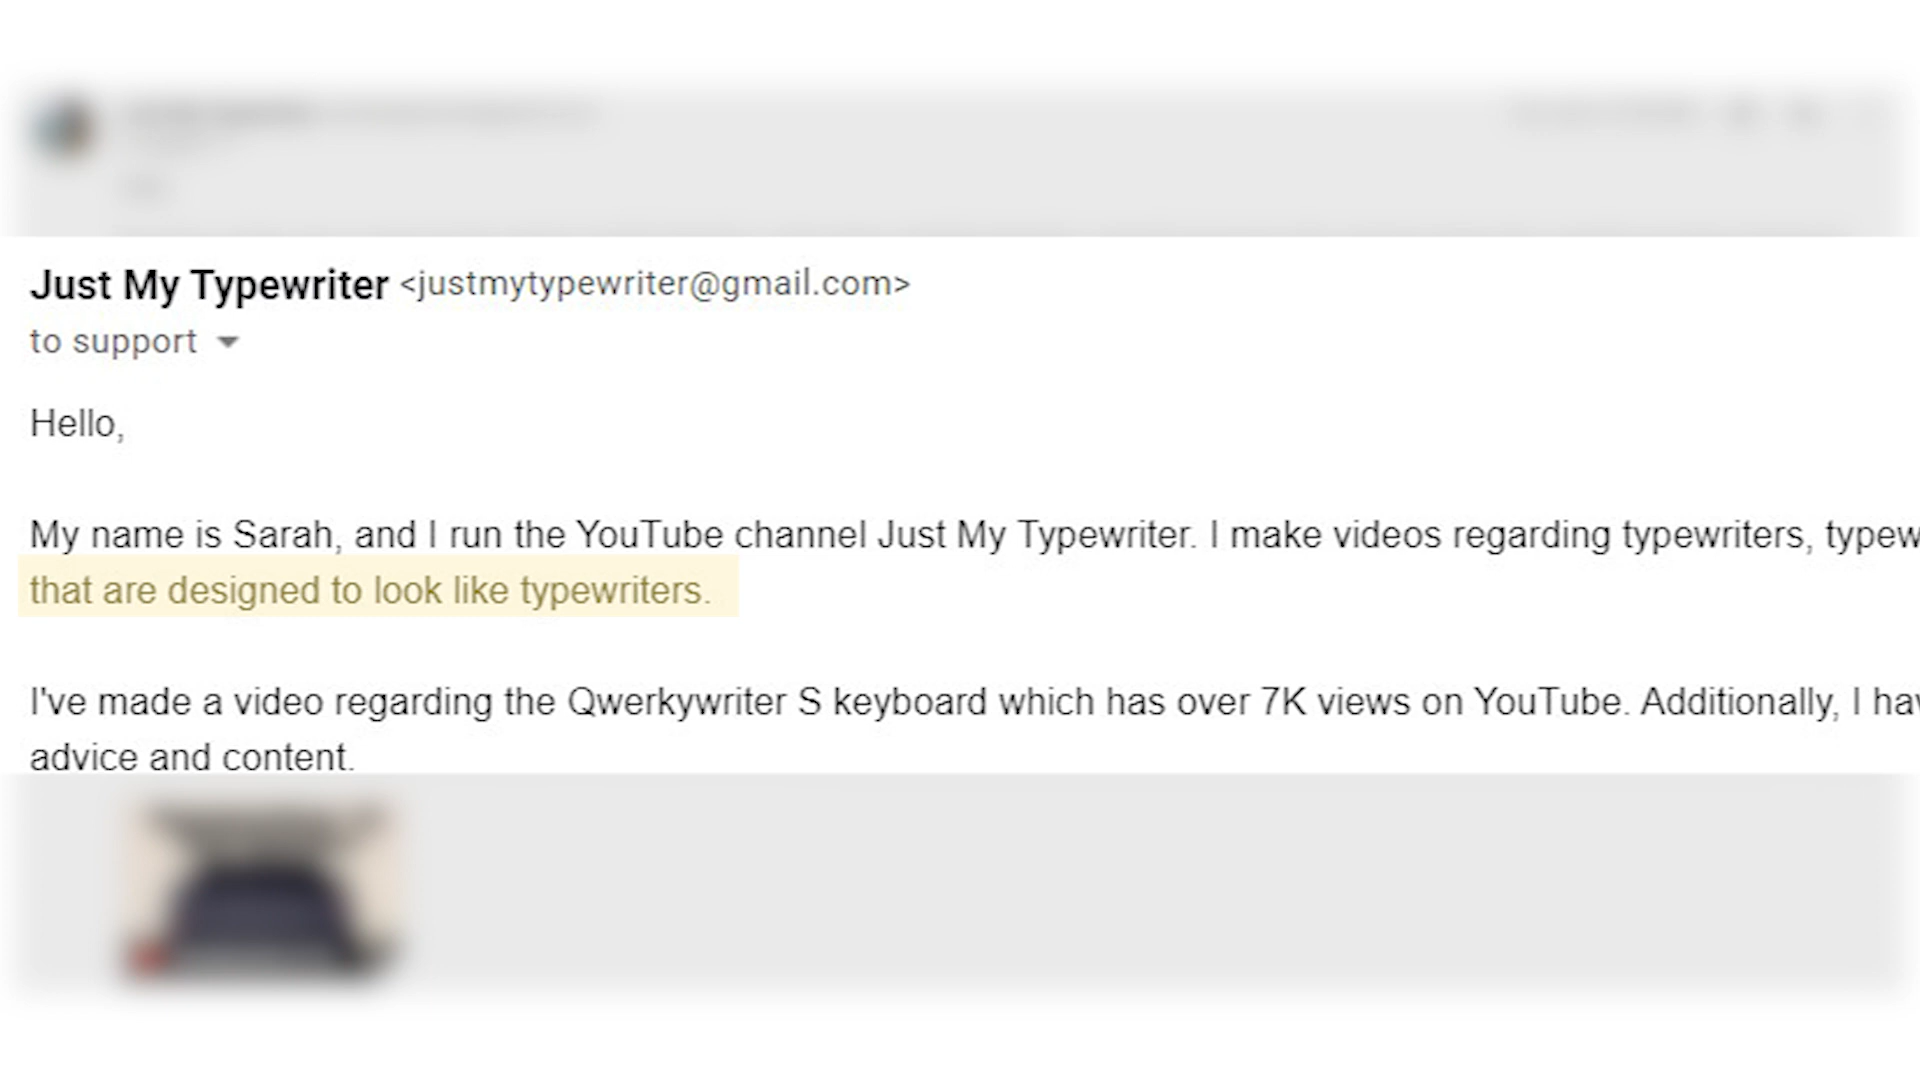 Just My Typewriter <justmytypewriter@gmail.com>
to support
Hello,
My name is Sarah, and I run the YouTube channel Just My Typewriter. I make videos regarding typewriters,
that are designed to look like typewriters.
I've made a video regarding the Qwerkywriter S keyboard which has over 7K views on YouTube. Additionally, I
advice and content.